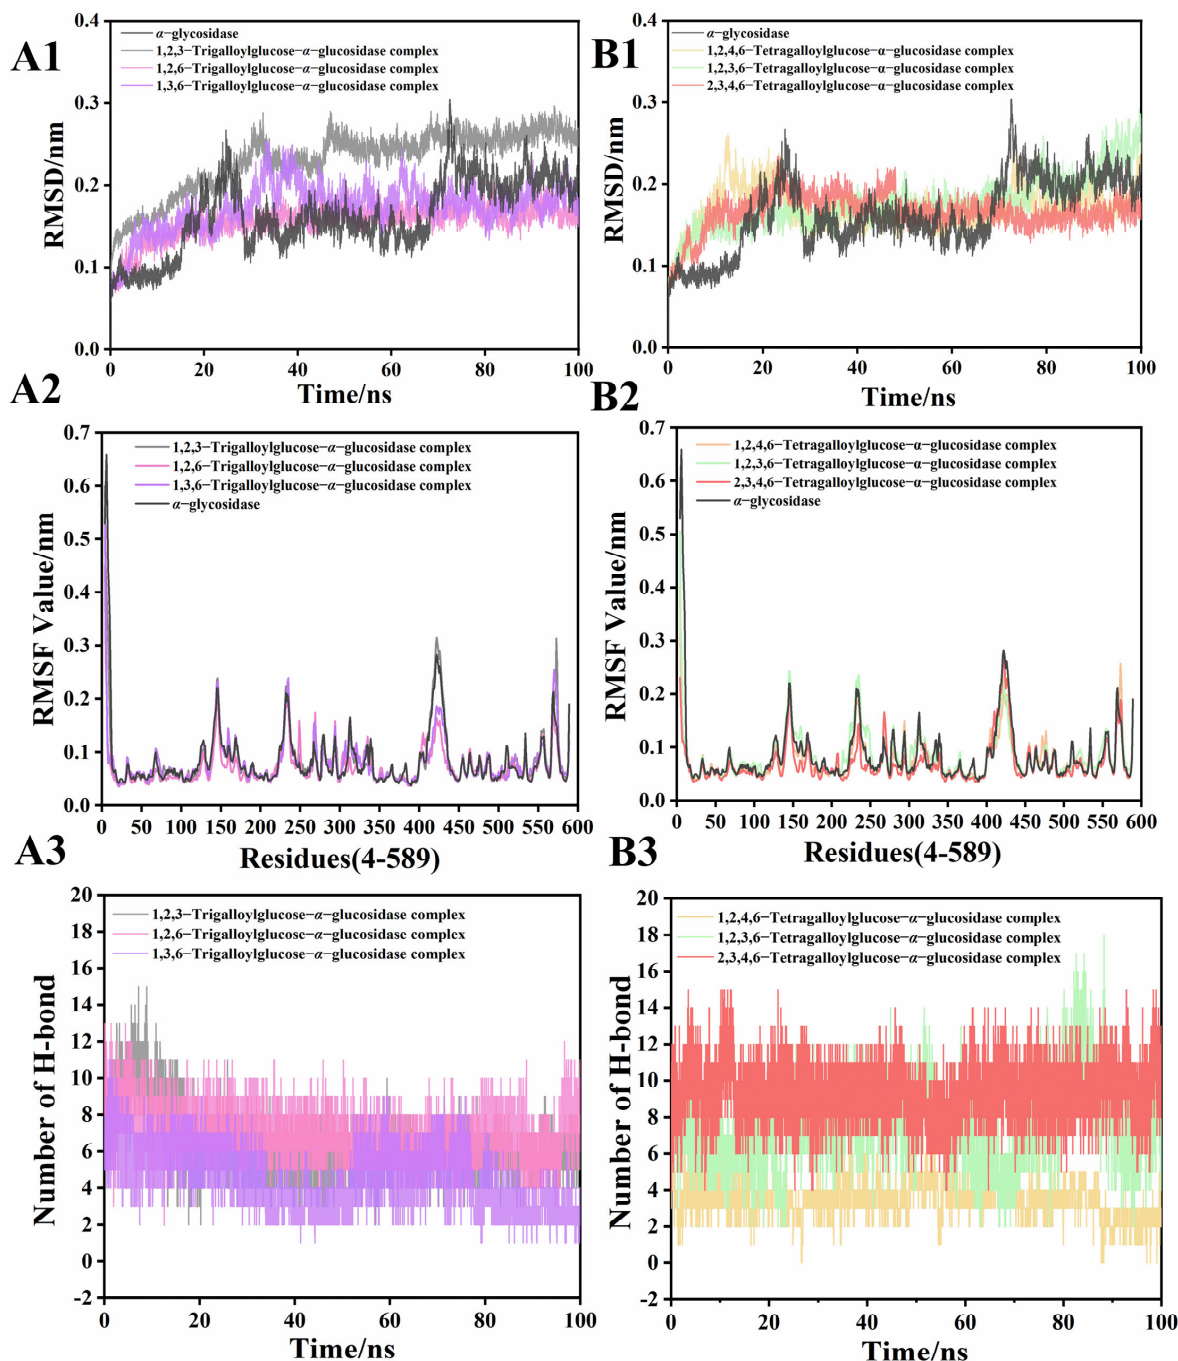 A1
0.4
0.3
0.2
0.1
0.0
RMSD/nm
α−glycosidase
1,2,3−Trigalloylglucose−α−glucosidase complex
1,2,6−Trigalloylglucose−α−glucosidase complex
1,3,6−Trigalloylglucose−α−glucosidase complex
0 20 40 60 80 100
Time/ns
B1
0.4
0.3
0.2
0.1
0.0
RMSD/nm
α−glycosidase
1,2,4,6−Tetragalloylglucose−α−glucosidase complex
1,2,3,6−Tetragalloylglucose−α−glucosidase complex
2,3,4,6−Tetragalloylglucose−α−glucosidase complex
0 20 40 60 80 100
Time/ns
A2
0.7
0.6
0.5
0.4
0.3
0.2
0.1
0.0
RMSF Value/nm
1,2,3−Trigalloylglucose−α−glucosidase complex
1,2,6−Trigalloylglucose−α−glucosidase complex
1,3,6−Trigalloylglucose−α−glucosidase complex
α−glycosidase
0 50 100 150 200 250 300 350 400 450 500 550 600
Residues(4-589)
B2
0.7
0.6
0.5
0.4
0.3
0.2
0.1
0.0
RMSF Value/nm
1,2,4,6−Tetragalloylglucose−α−glucosidase complex
1,2,3,6−Tetragalloylglucose−α−glucosidase complex
2,3,4,6−Tetragalloylglucose−α−glucosidase complex
α−glycosidase
0 50 100 150 200 250 300 350 400 450 500 550 600
Residues(4-589)
A3
20
18
16
14
12
10
8
6
4
2
0
-2
Number of H-bond
1,2,3−Trigalloylglucose−α−glucosidase complex
1,2,6−Trigalloylglucose−α−glucosidase complex
1,3,6−Trigalloylglucose−α−glucosidase complex
0 20 40 60 80 100
Time/ns
B3
20
18
16
14
12
10
8
6
4
2
0
-2
Number of H-bond
1,2,4,6−Tetragalloylglucose−α−glucosidase complex
1,2,3,6−Tetragalloylglucose−α−glucosidase complex
2,3,4,6−Tetragalloylglucose−α−glucosidase complex
0 20 40 60 80 100
Time/ns